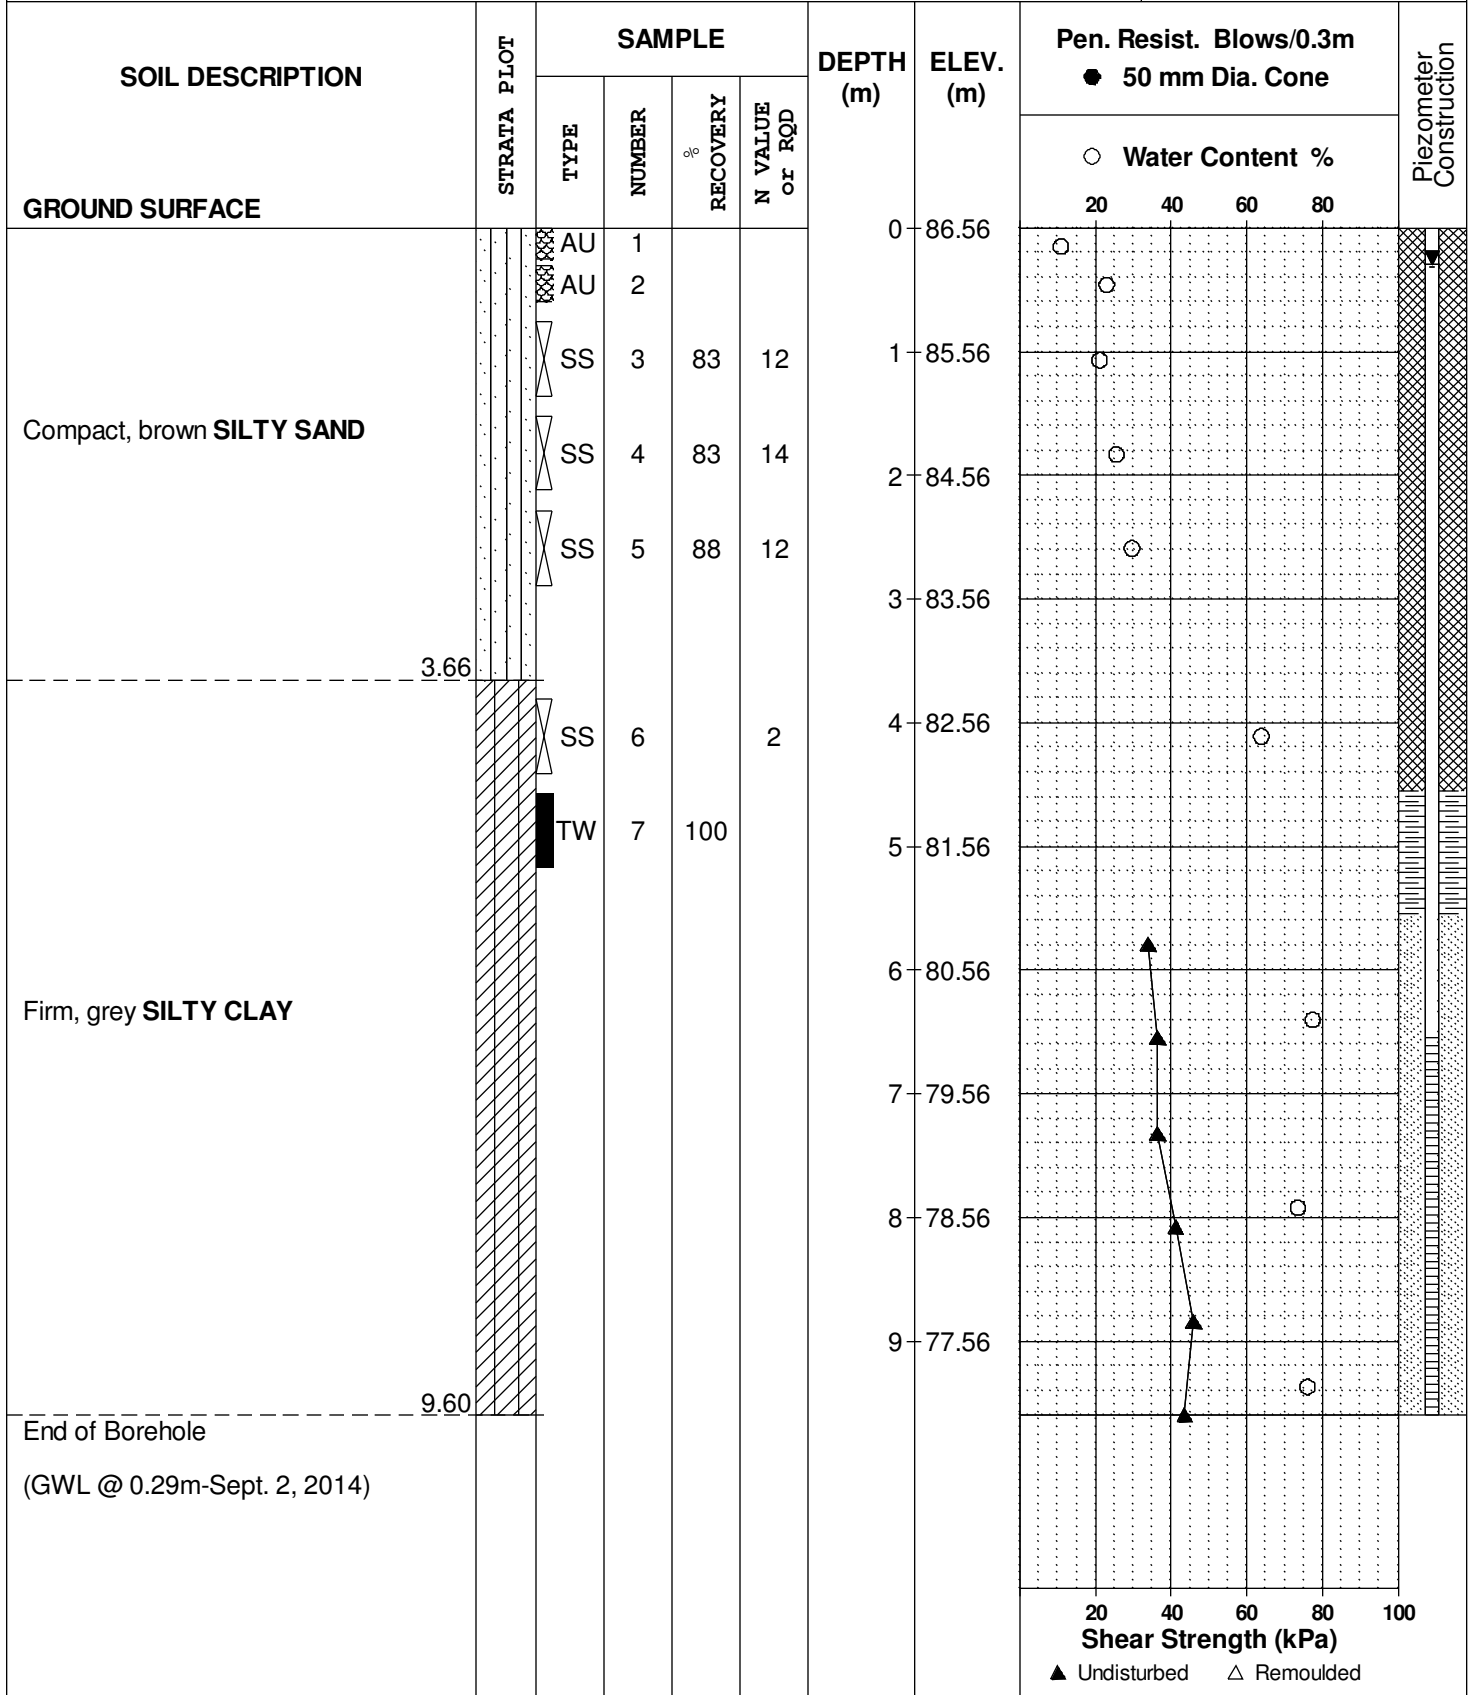 SOIL DESCRIPTION
GROUND SURFACE
STRATA PLOT
SAMPLE
TYPE
NUMBER
%
RECOVERY
N VALUE
or RQD
DEPTH
(m)
ELEV.
(m)
Pen. Resist. Blows/0.3m
● 50 mm Dia. Cone
○ Water Content %
20 40 60 80
Piezometer
Construction
0 86.56
AU 1
AU 2
SS 3 83 12
1 85.56
Compact, brown SILTY SAND
SS 4 83 14
2 84.56
SS 5 88 12
3 83.56
3.66
4 82.56
SS 6 2
TW 7 100
5 81.56
6 80.56
Firm, grey SILTY CLAY
7 79.56
8 78.56
9 77.56
9.60
End of Borehole
(GWL @ 0.29m-Sept. 2, 2014)
20 40 60 80 100
Shear Strength (kPa)
▲ Undisturbed △ Remoulded